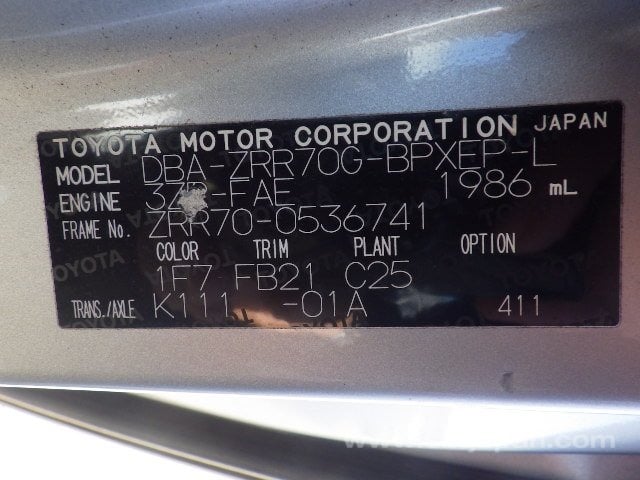 TOYOTA MOTOR CORPORATION JAPAN
MODEL DBA-ZRR70G-BPXEP-L
ENGINE 3ZR-FAE 1986 mL
FRAME No. ZRR70-0536741
COLOR TRIM PLANT OPTION
1F7 FB21 C25
TRANS./AXLE K111 -01A 411